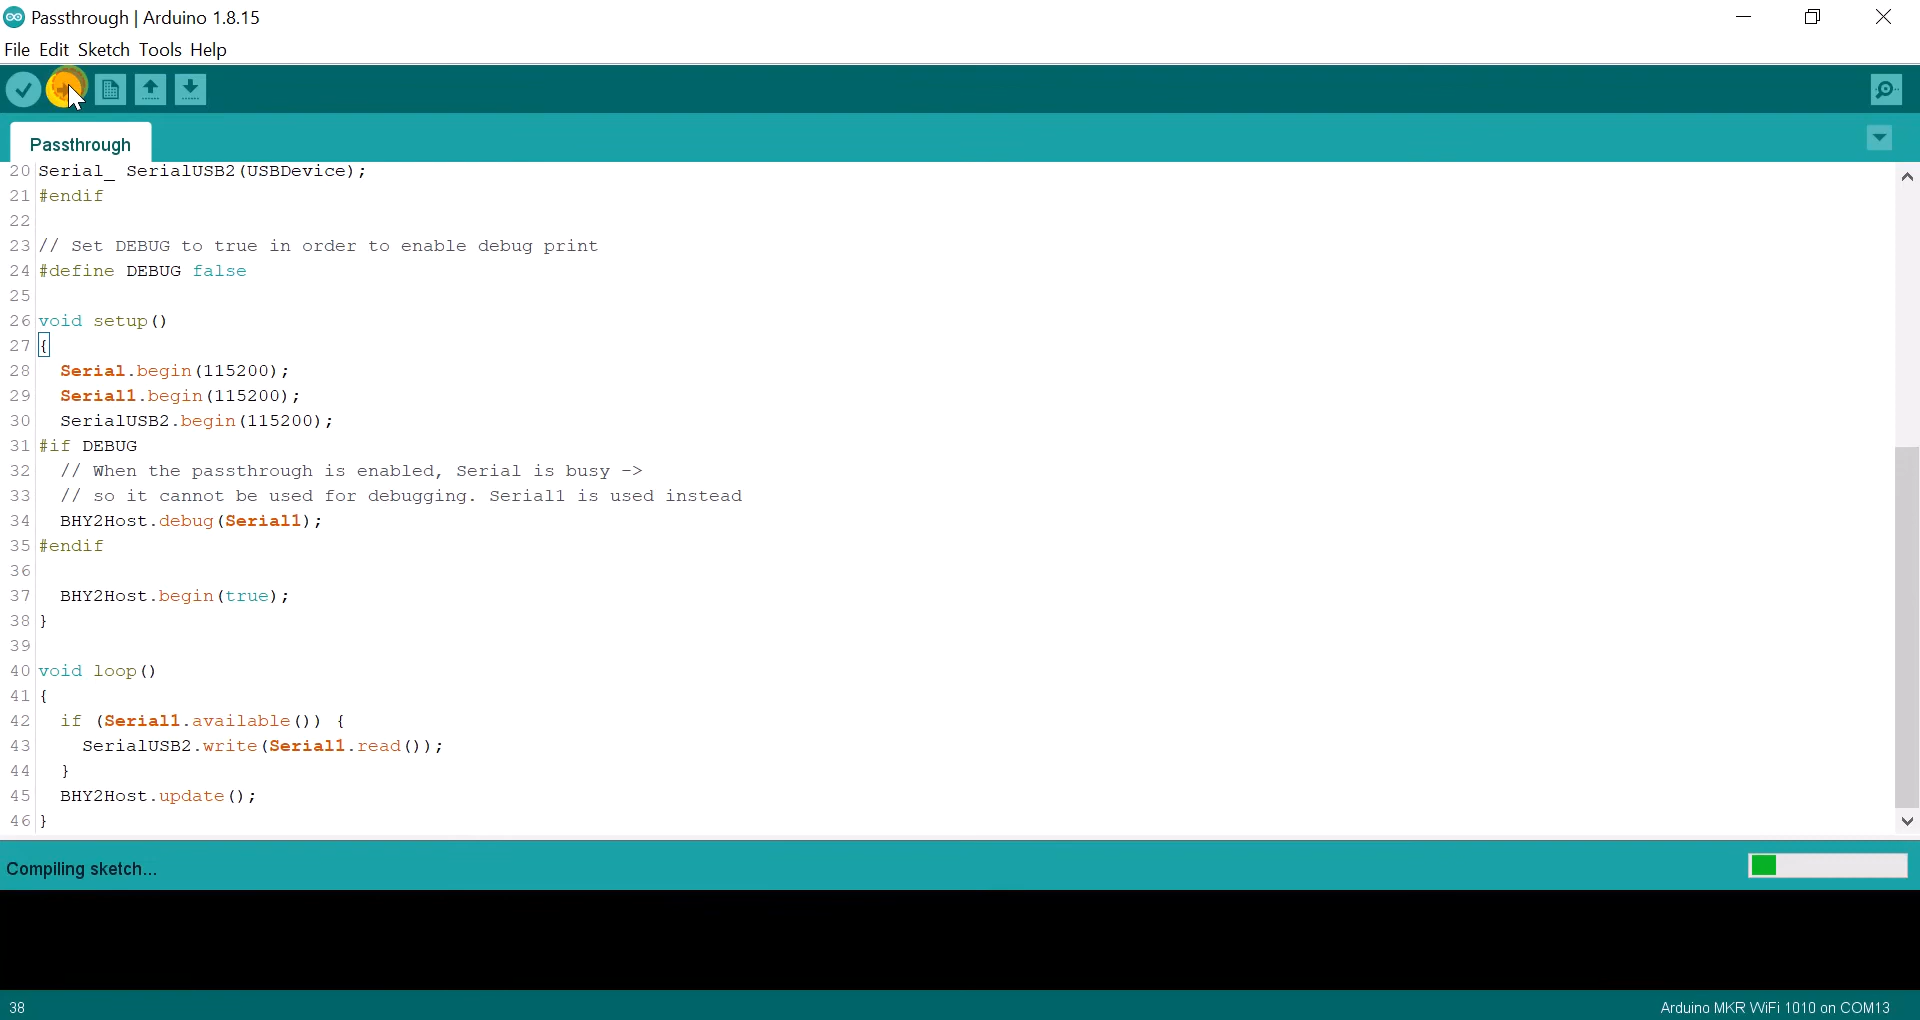 Passthrough | Arduino 1.8.15
File Edit Sketch Tools Help
Passthrough
20 Serial_ SerialUSB2(USBDevice);
21 #endif
22
23 // Set DEBUG to true in order to enable debug print
24 #define DEBUG false
25
26 void setup()
27 {
28   Serial.begin(115200);
29   Serial1.begin(115200);
30   SerialUSB2.begin(115200);
31 #if DEBUG
32   // When the passthrough is enabled, Serial is busy ->
33   // so it cannot be used for debugging. Serial1 is used instead
34   BHY2Host.debug(Serial1);
35 #endif
36
37   BHY2Host.begin(true);
38 }
39
40 void loop()
41 {
42   if (Serial1.available()) {
43     SerialUSB2.write(Serial1.read());
44   }
45   BHY2Host.update();
46 }
Compiling sketch...
38 Arduino MKR WiFi 1010 on COM13